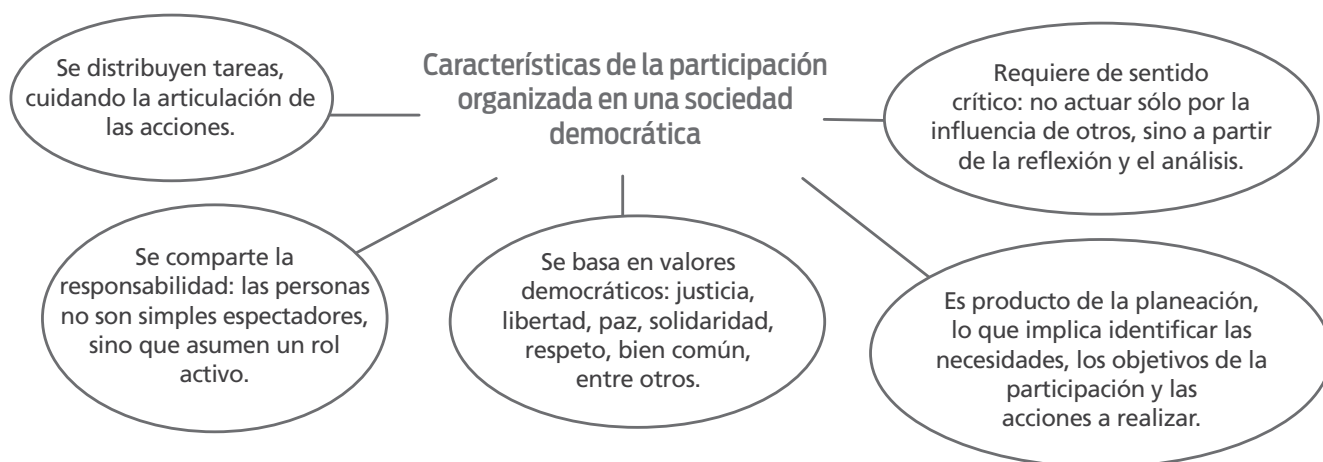 Características de la participación
organizada en una sociedad
democrática
Se distribuyen tareas,
cuidando la articulación de
las acciones.
Requiere de sentido
crítico: no actuar sólo por la
influencia de otros, sino a partir
de la reflexión y el análisis.
Se comparte la
responsabilidad: las personas
no son simples espectadores,
sino que asumen un rol
activo.
Se basa en valores
democráticos: justicia,
libertad, paz, solidaridad,
respeto, bien común,
entre otros.
Es producto de la planeación,
lo que implica identificar las
necesidades, los objetivos de la
participación y las
acciones a realizar.